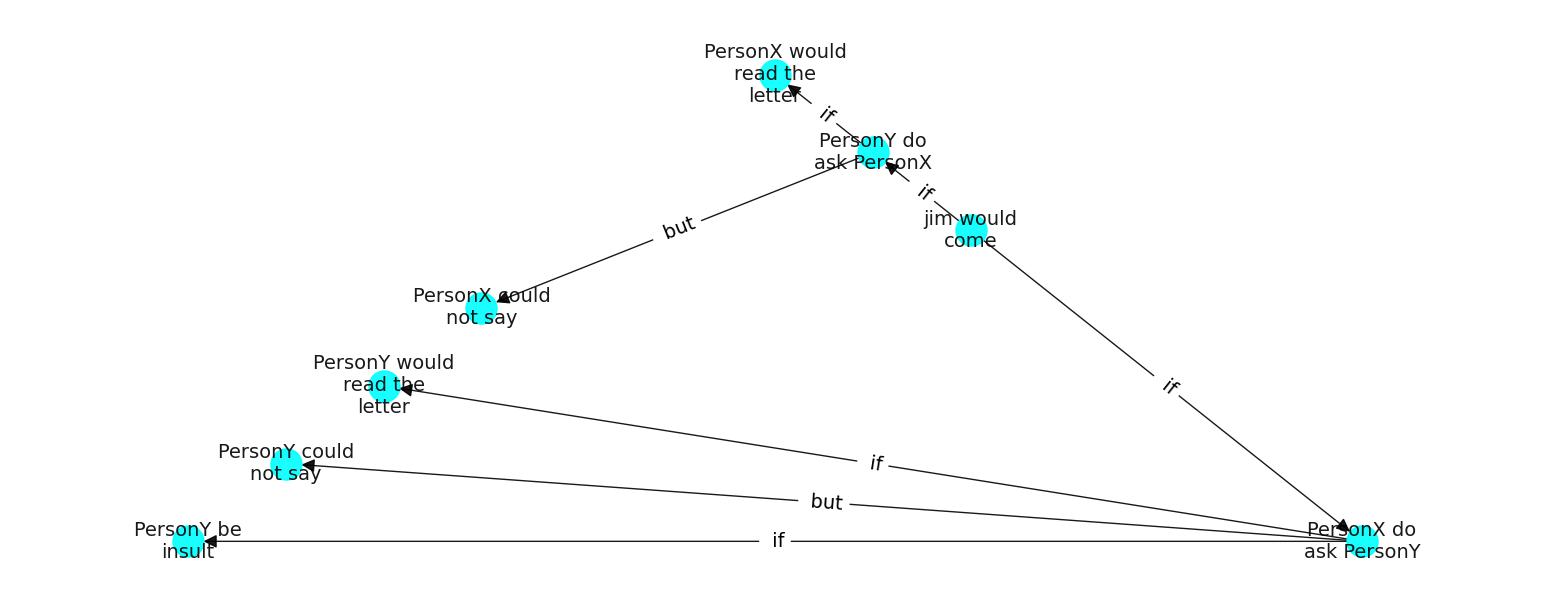 PersonX would
read the
letter
if
PersonY do
ask PersonX
if
jim would
come
but
PersonX could
not say
PersonY would
read the
letter
if
if
PersonY could
not say
but
PersonY be
insult
if
PersonX do
ask PersonY